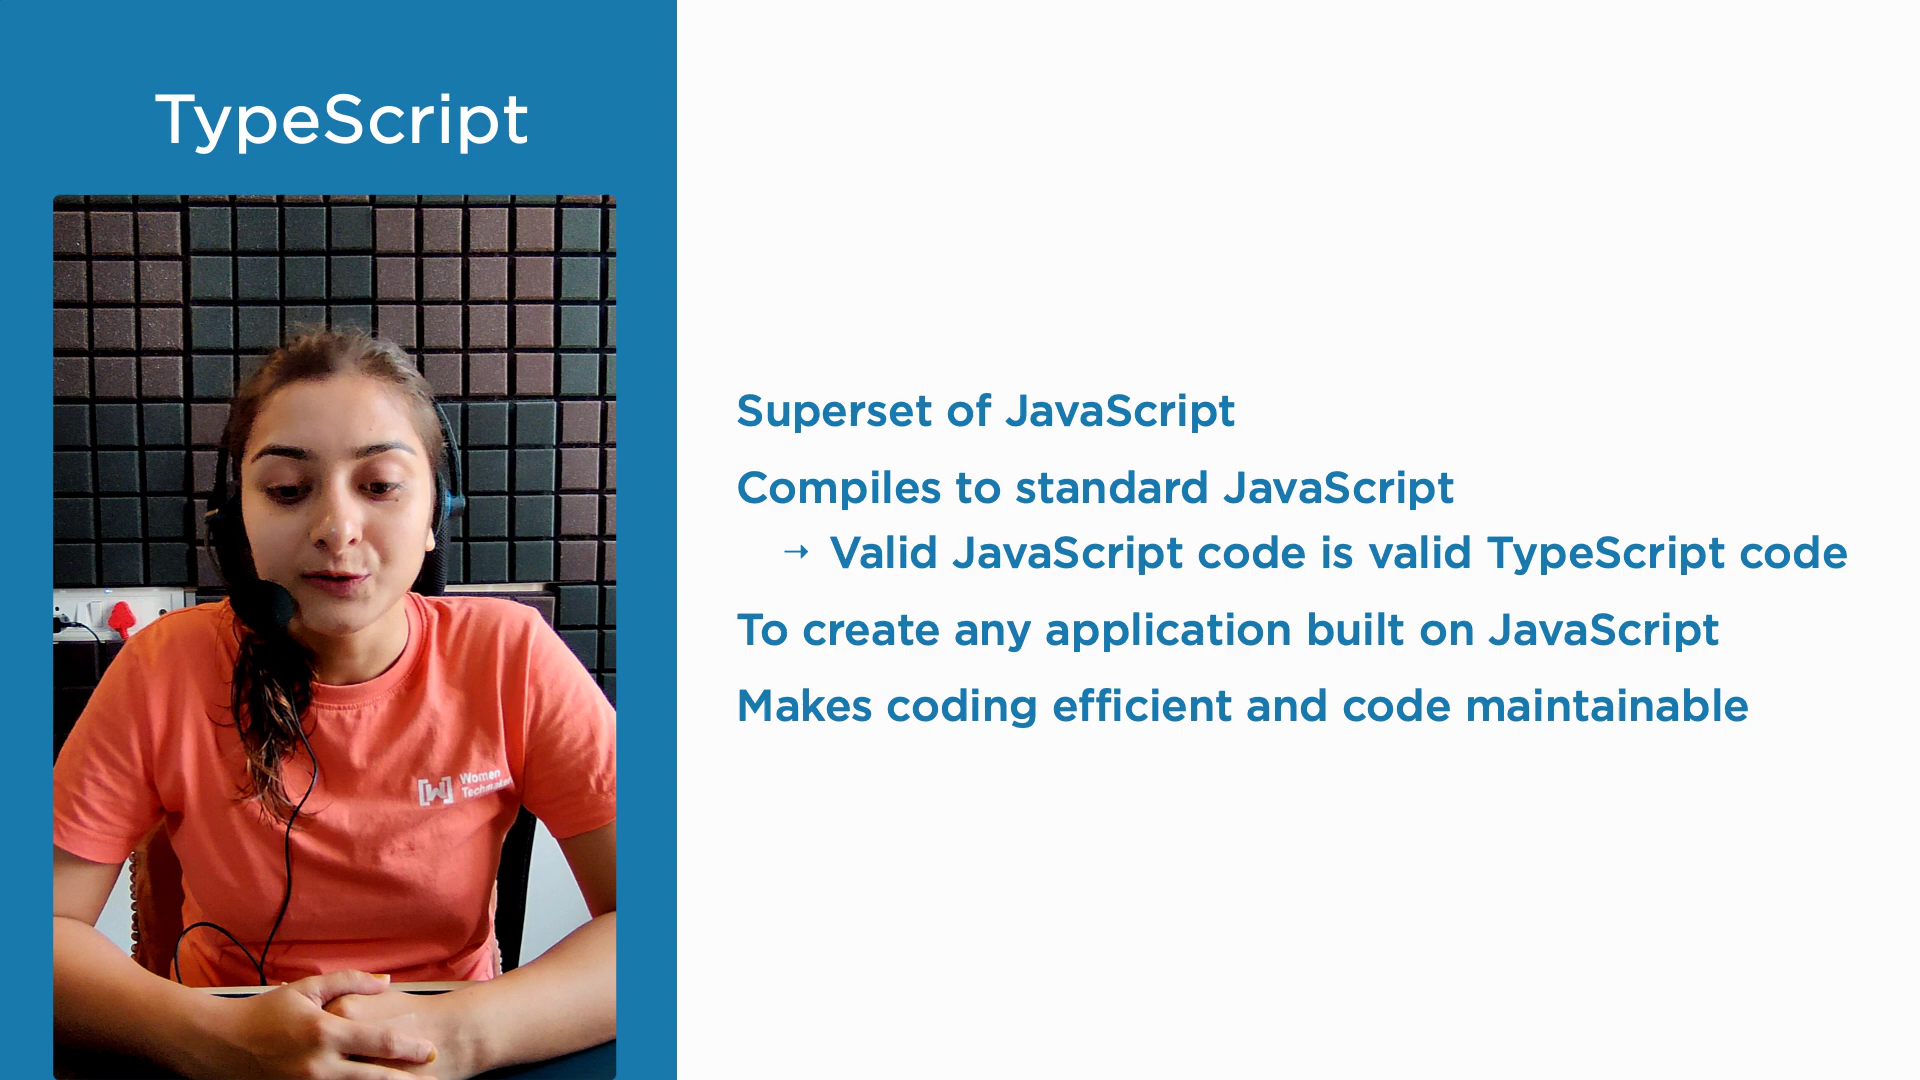 TypeScript
Superset of JavaScript
Compiles to standard JavaScript
→ Valid JavaScript code is valid TypeScript code
To create any application built on JavaScript
Makes coding efficient and code maintainable
[W] Women